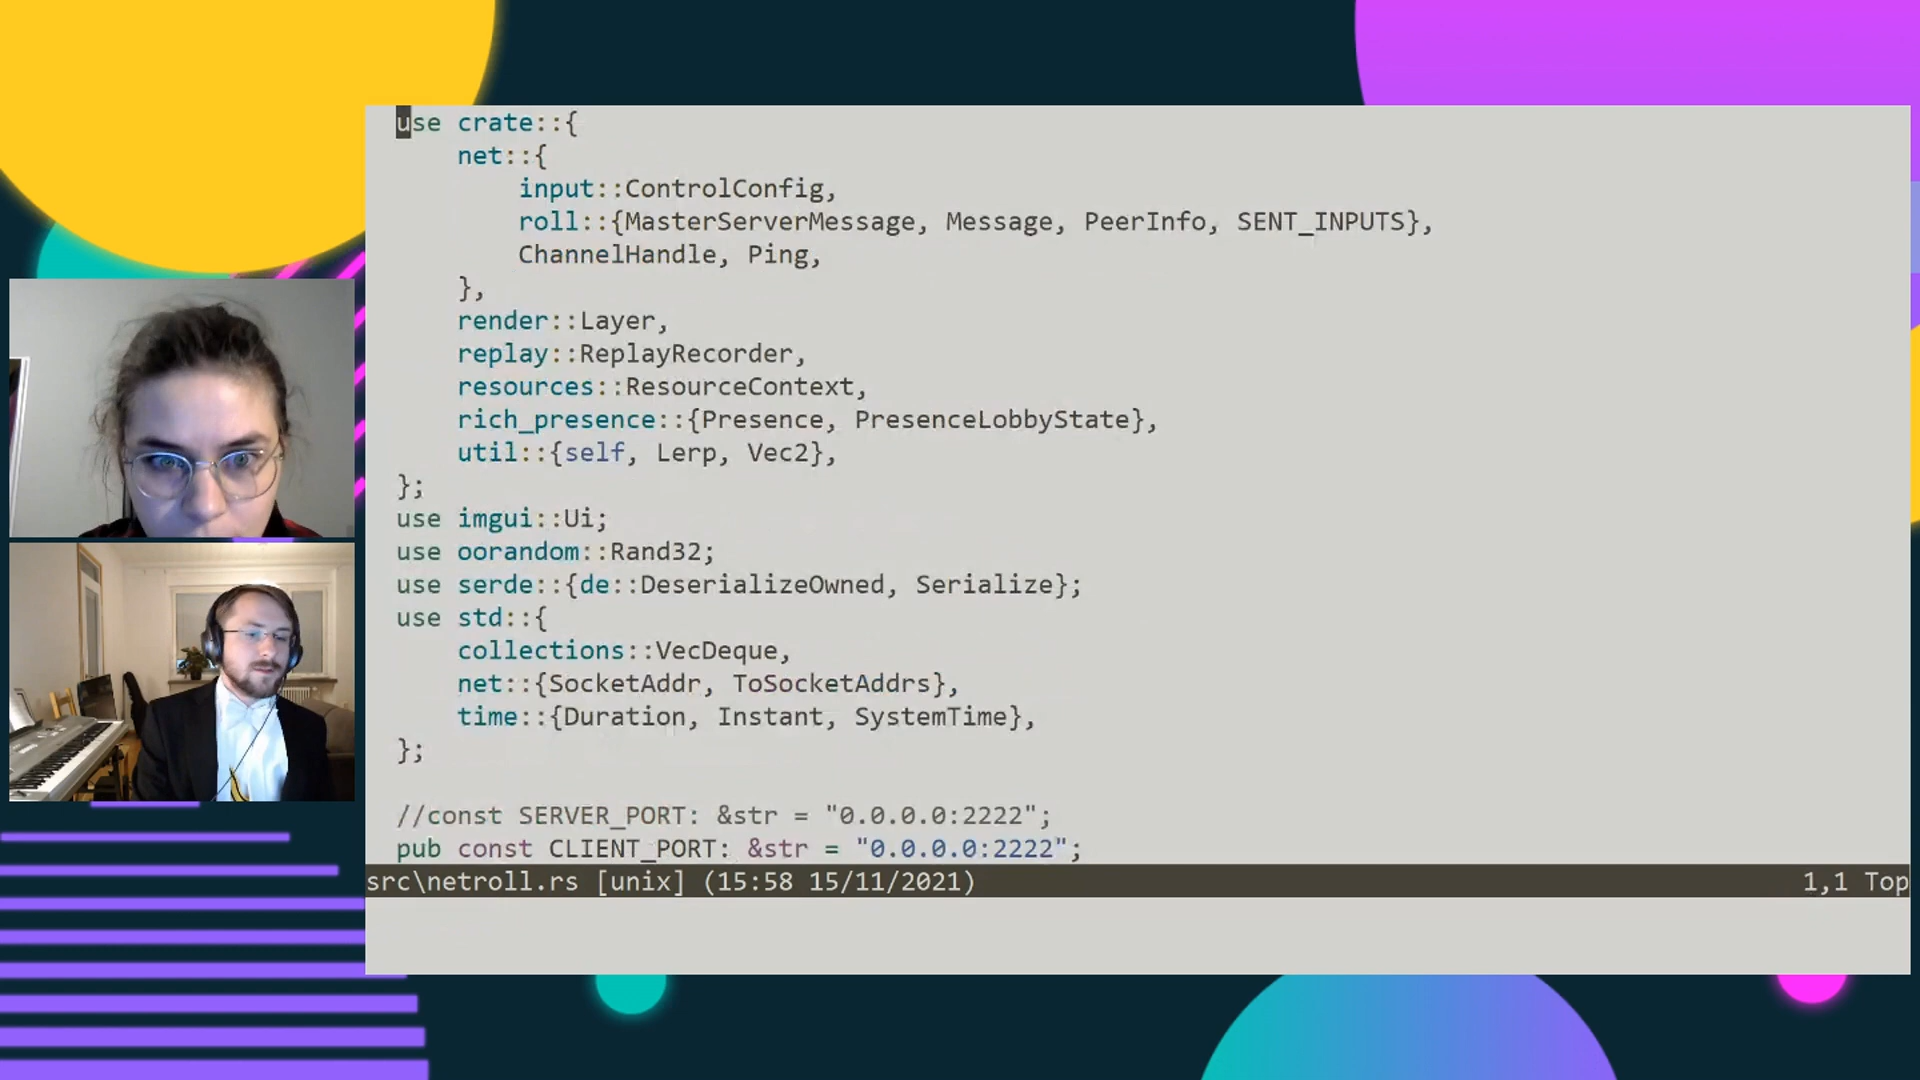 use crate::{
    net::{
        input::ControlConfig,
        roll::{MasterServerMessage, Message, PeerInfo, SENT_INPUTS},
        ChannelHandle, Ping,
    },
    render::Layer,
    replay::ReplayRecorder,
    resources::ResourceContext,
    rich_presence::{Presence, PresenceLobbyState},
    util::{self, Lerp, Vec2},
};
use imgui::Ui;
use oorandom::Rand32;
use serde::{de::DeserializeOwned, Serialize};
use std::{
    collections::VecDeque,
    net::{SocketAddr, ToSocketAddrs},
    time::{Duration, Instant, SystemTime},
};

//const SERVER_PORT: &str = "0.0.0.0:2222";
pub const CLIENT_PORT: &str = "0.0.0.0:2222";
src\netroll.rs [unix] (15:58 15/11/2021) 1,1 Top